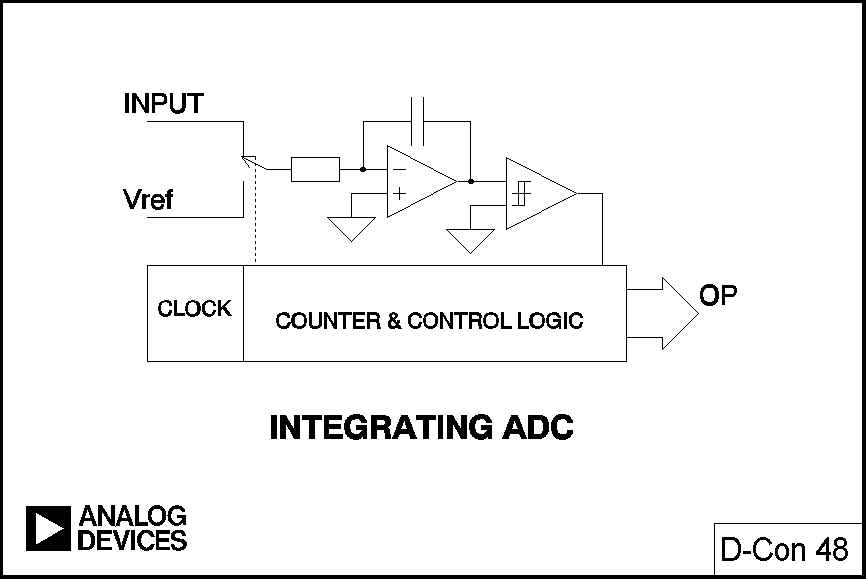 INPUT
Vref
−
+
CLOCK
COUNTER & CONTROL LOGIC
OP
INTEGRATING ADC
ANALOG
DEVICES
D-Con 48